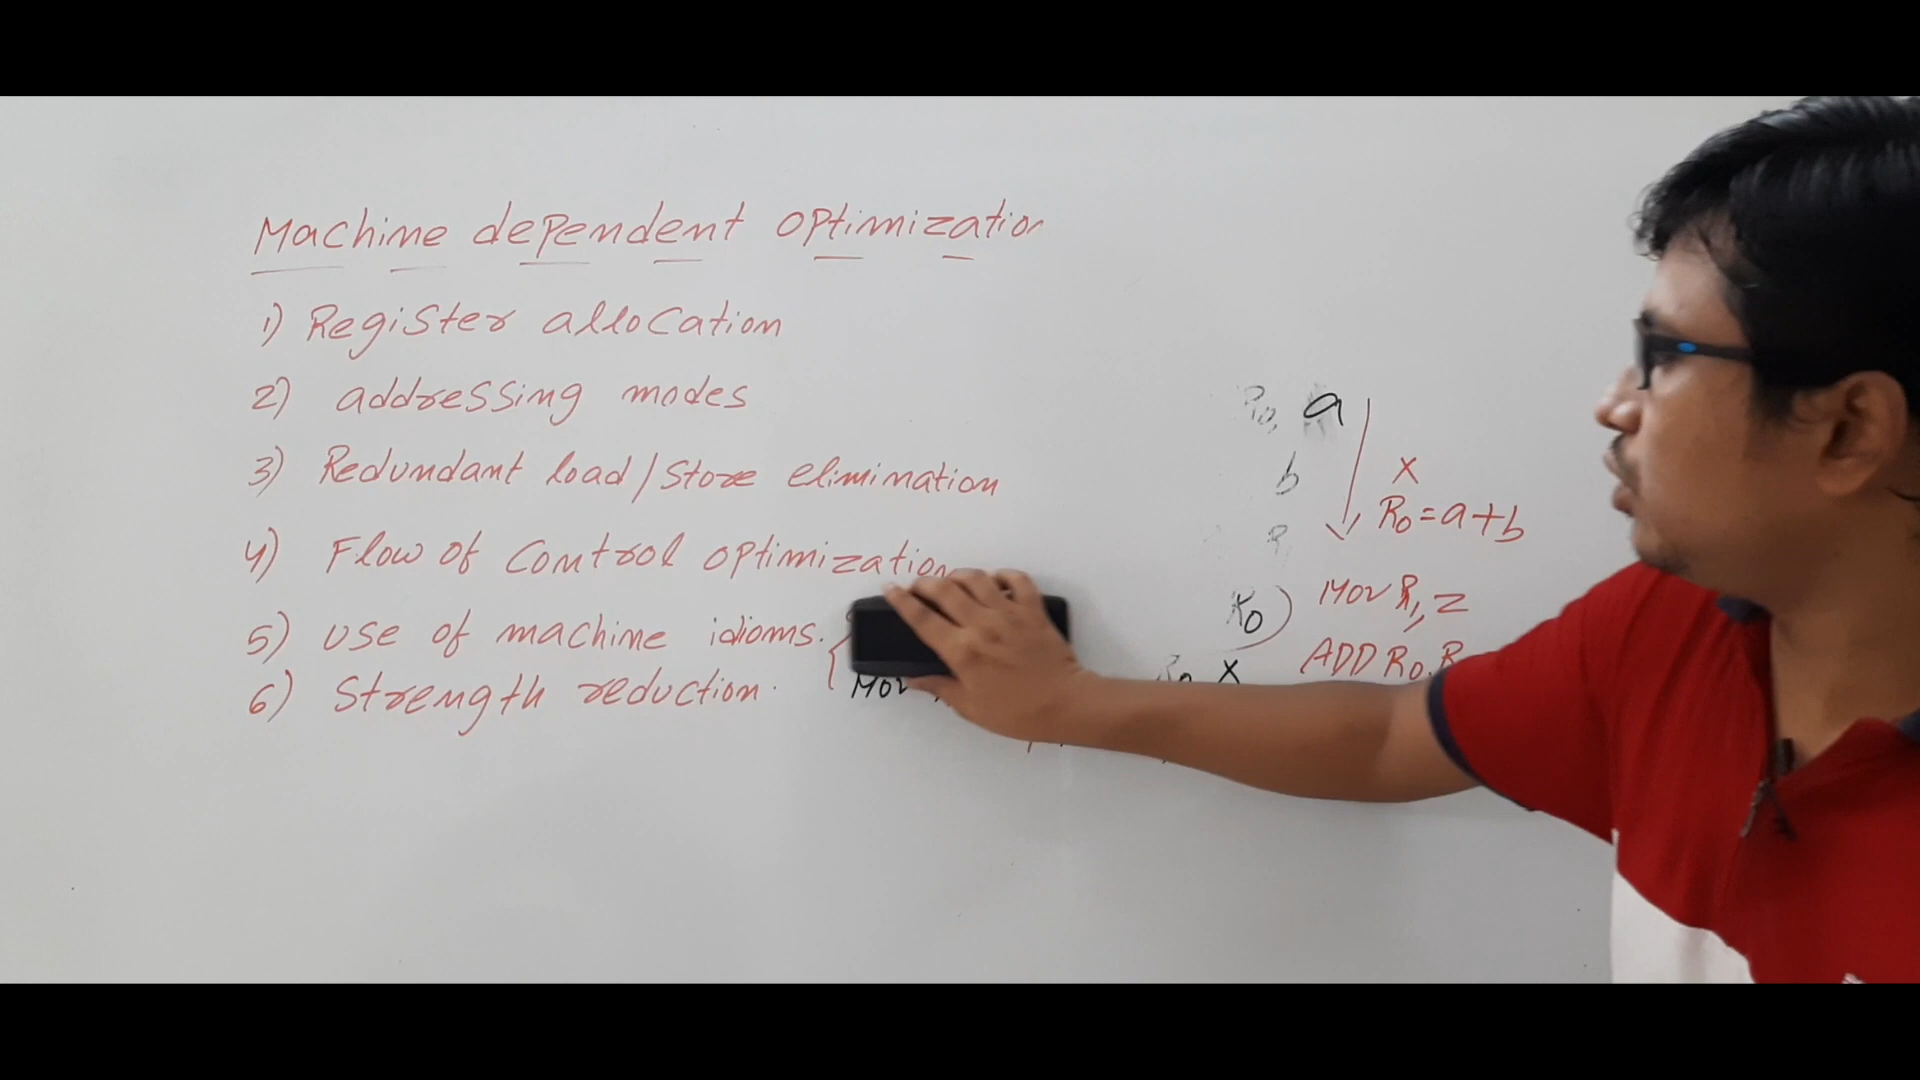 Machine dependent optimization
1) Register allocation
2) addressing modes
3) Redundant load/Store elimination
4) Flow of Control optimization
5) Use of machine idioms.
6) Strength reduction.
Mov
a
b
x
R0=a+b
R0)
Mov R1,z
ADD R0,R
R0 x